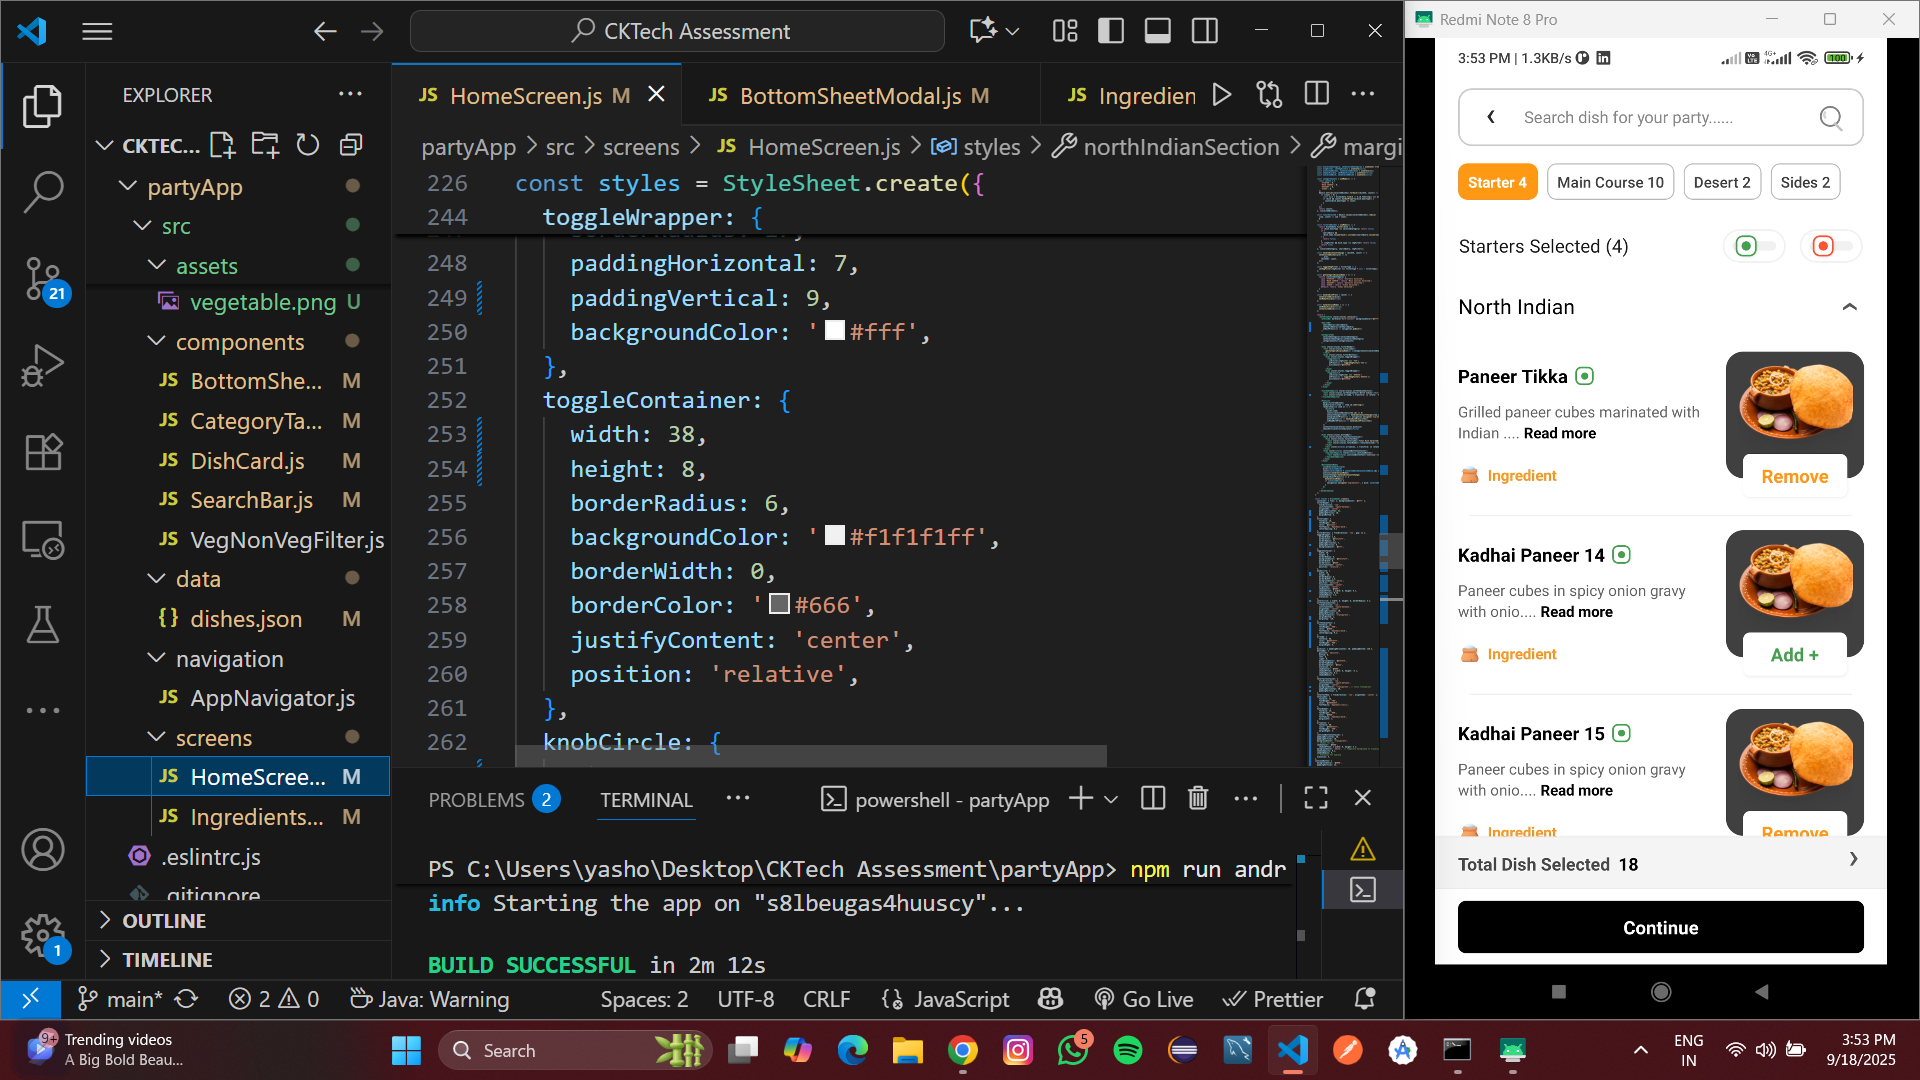 CKTech Assessment
EXPLORER
CKTEC...
partyApp
src
assets
vegetable.png U
components
JS BottomShe... M
JS CategoryTa... M
JS DishCard.js M
JS SearchBar.js M
JS VegNonVegFilter.js
data
{} dishes.json M
navigation
JS AppNavigator.js
screens
JS HomeScree... M
JS Ingredients... M
.eslintrc.js
.gitignore
OUTLINE
TIMELINE
21
1
JS HomeScreen.js M
JS BottomSheetModal.js M
JS Ingredien
partyApp > src > screens > JS HomeScreen.js > styles > northIndianSection > margi
226 const styles = StyleSheet.create({
244 toggleWrapper: {
248 paddingHorizontal: 7,
249 paddingVertical: 9,
250 backgroundColor: '#fff',
251 },
252 toggleContainer: {
253 width: 38,
254 height: 8,
255 borderRadius: 6,
256 backgroundColor: '#f1f1f1ff',
257 borderWidth: 0,
258 borderColor: '#666',
259 justifyContent: 'center',
260 position: 'relative',
261 },
262 knobCircle: {
PROBLEMS 2
TERMINAL
powershell - partyApp
PS C:\Users\yasho\Desktop\CKTech Assessment\partyApp> npm run andr
info Starting the app on "s8lbeugas4huuscy"...
BUILD SUCCESSFUL in 2m 12s
main*
2 0
Java: Warning
Spaces: 2
UTF-8
CRLF
JavaScript
Go Live
Prettier
Redmi Note 8 Pro
3:53 PM | 1.3KB/s
4G+
100
Search dish for your party......
Starter 4
Main Course 10
Desert 2
Sides 2
Starters Selected (4)
North Indian
Paneer Tikka
Grilled paneer cubes marinated with
Indian .... Read more
Ingredient
Remove
Kadhai Paneer 14
Paneer cubes in spicy onion gravy
with onio.... Read more
Ingredient
Add +
Kadhai Paneer 15
Paneer cubes in spicy onion gravy
with onio.... Read more
Ingredient
Remove
Total Dish Selected 18
Continue
9+
Trending videos
A Big Bold Beau...
Search
5
ENG
IN
3:53 PM
9/18/2025